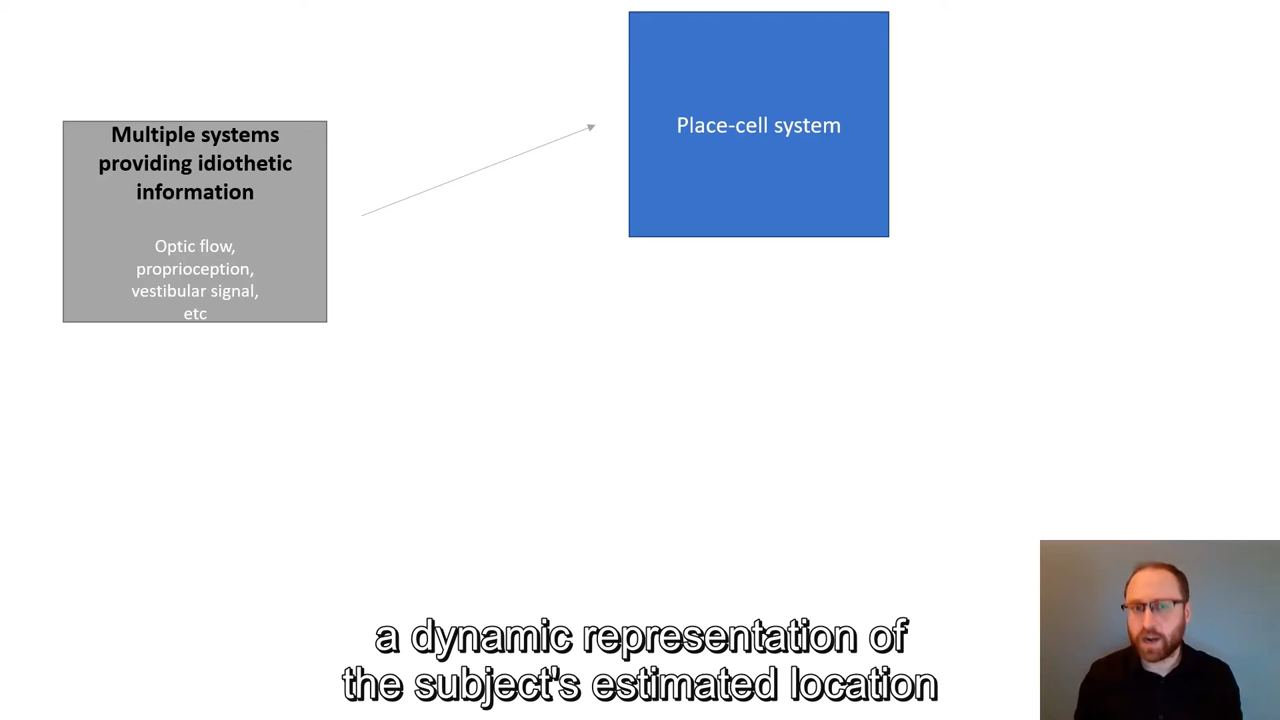 Multiple systems
providing idiothetic
information
Optic flow,
proprioception,
vestibular signal,
etc
Place-cell system
a dynamic representation of
the subject's estimated location